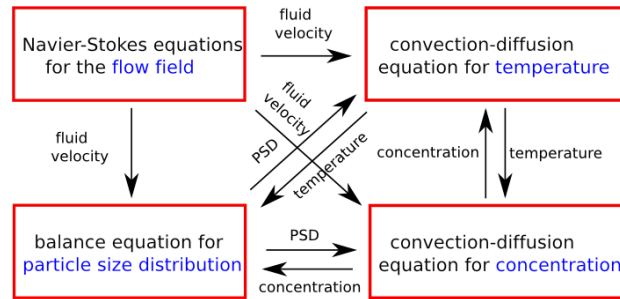 fluid
velocity
Navier-Stokes equations
for the flow field
convection-diffusion
equation for temperature
fluid
velocity
fluid
velocity
PSD
temperature
concentration
temperature
balance equation for
particle size distribution
PSD
concentration
convection-diffusion
equation for concentration